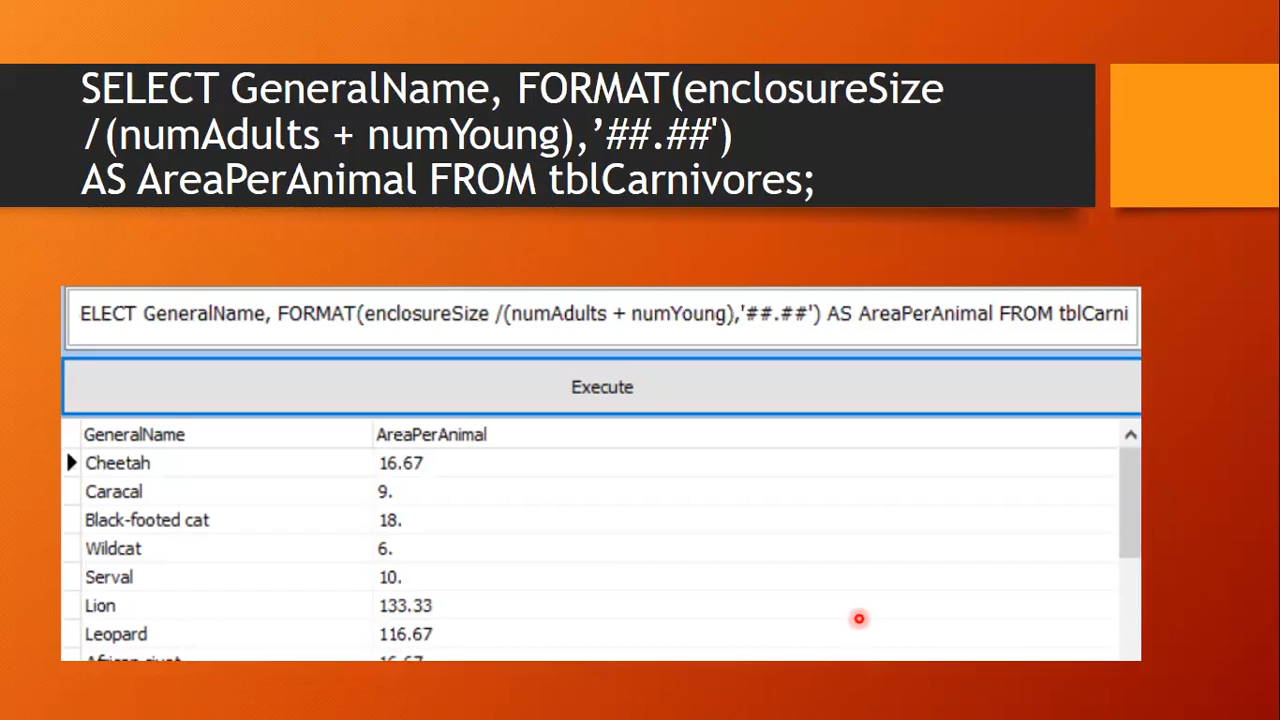 SELECT GeneralName, FORMAT(enclosureSize
/(numAdults + numYoung),’##.##')
AS AreaPerAnimal FROM tblCarnivores;
ELECT GeneralName, FORMAT(enclosureSize /(numAdults + numYoung),'##.##') AS AreaPerAnimal FROM tblCarni
Execute
GeneralName AreaPerAnimal
Cheetah 16.67
Caracal 9.
Black-footed cat 18.
Wildcat 6.
Serval 10.
Lion 133.33
Leopard 116.67